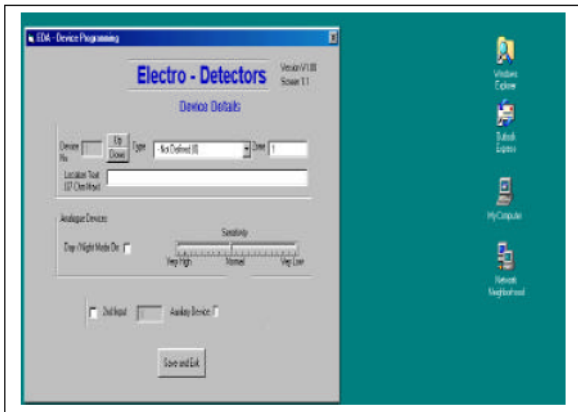 EDA - Device Programming
Electro - Detectors
Version V1.00
Screen 1.1
Device Details
Device No
Up
Down
Type
- Not Defined (0)
Zone
1
Location Text
Analogue Devices
Day / Night Mode On
Sensitivity
Very High
Normal
Very Low
2nd Input
Auxiliary Device
Save and Exit
Windows
Explorer
Outlook
Express
My Computer
Network
Neighborhood